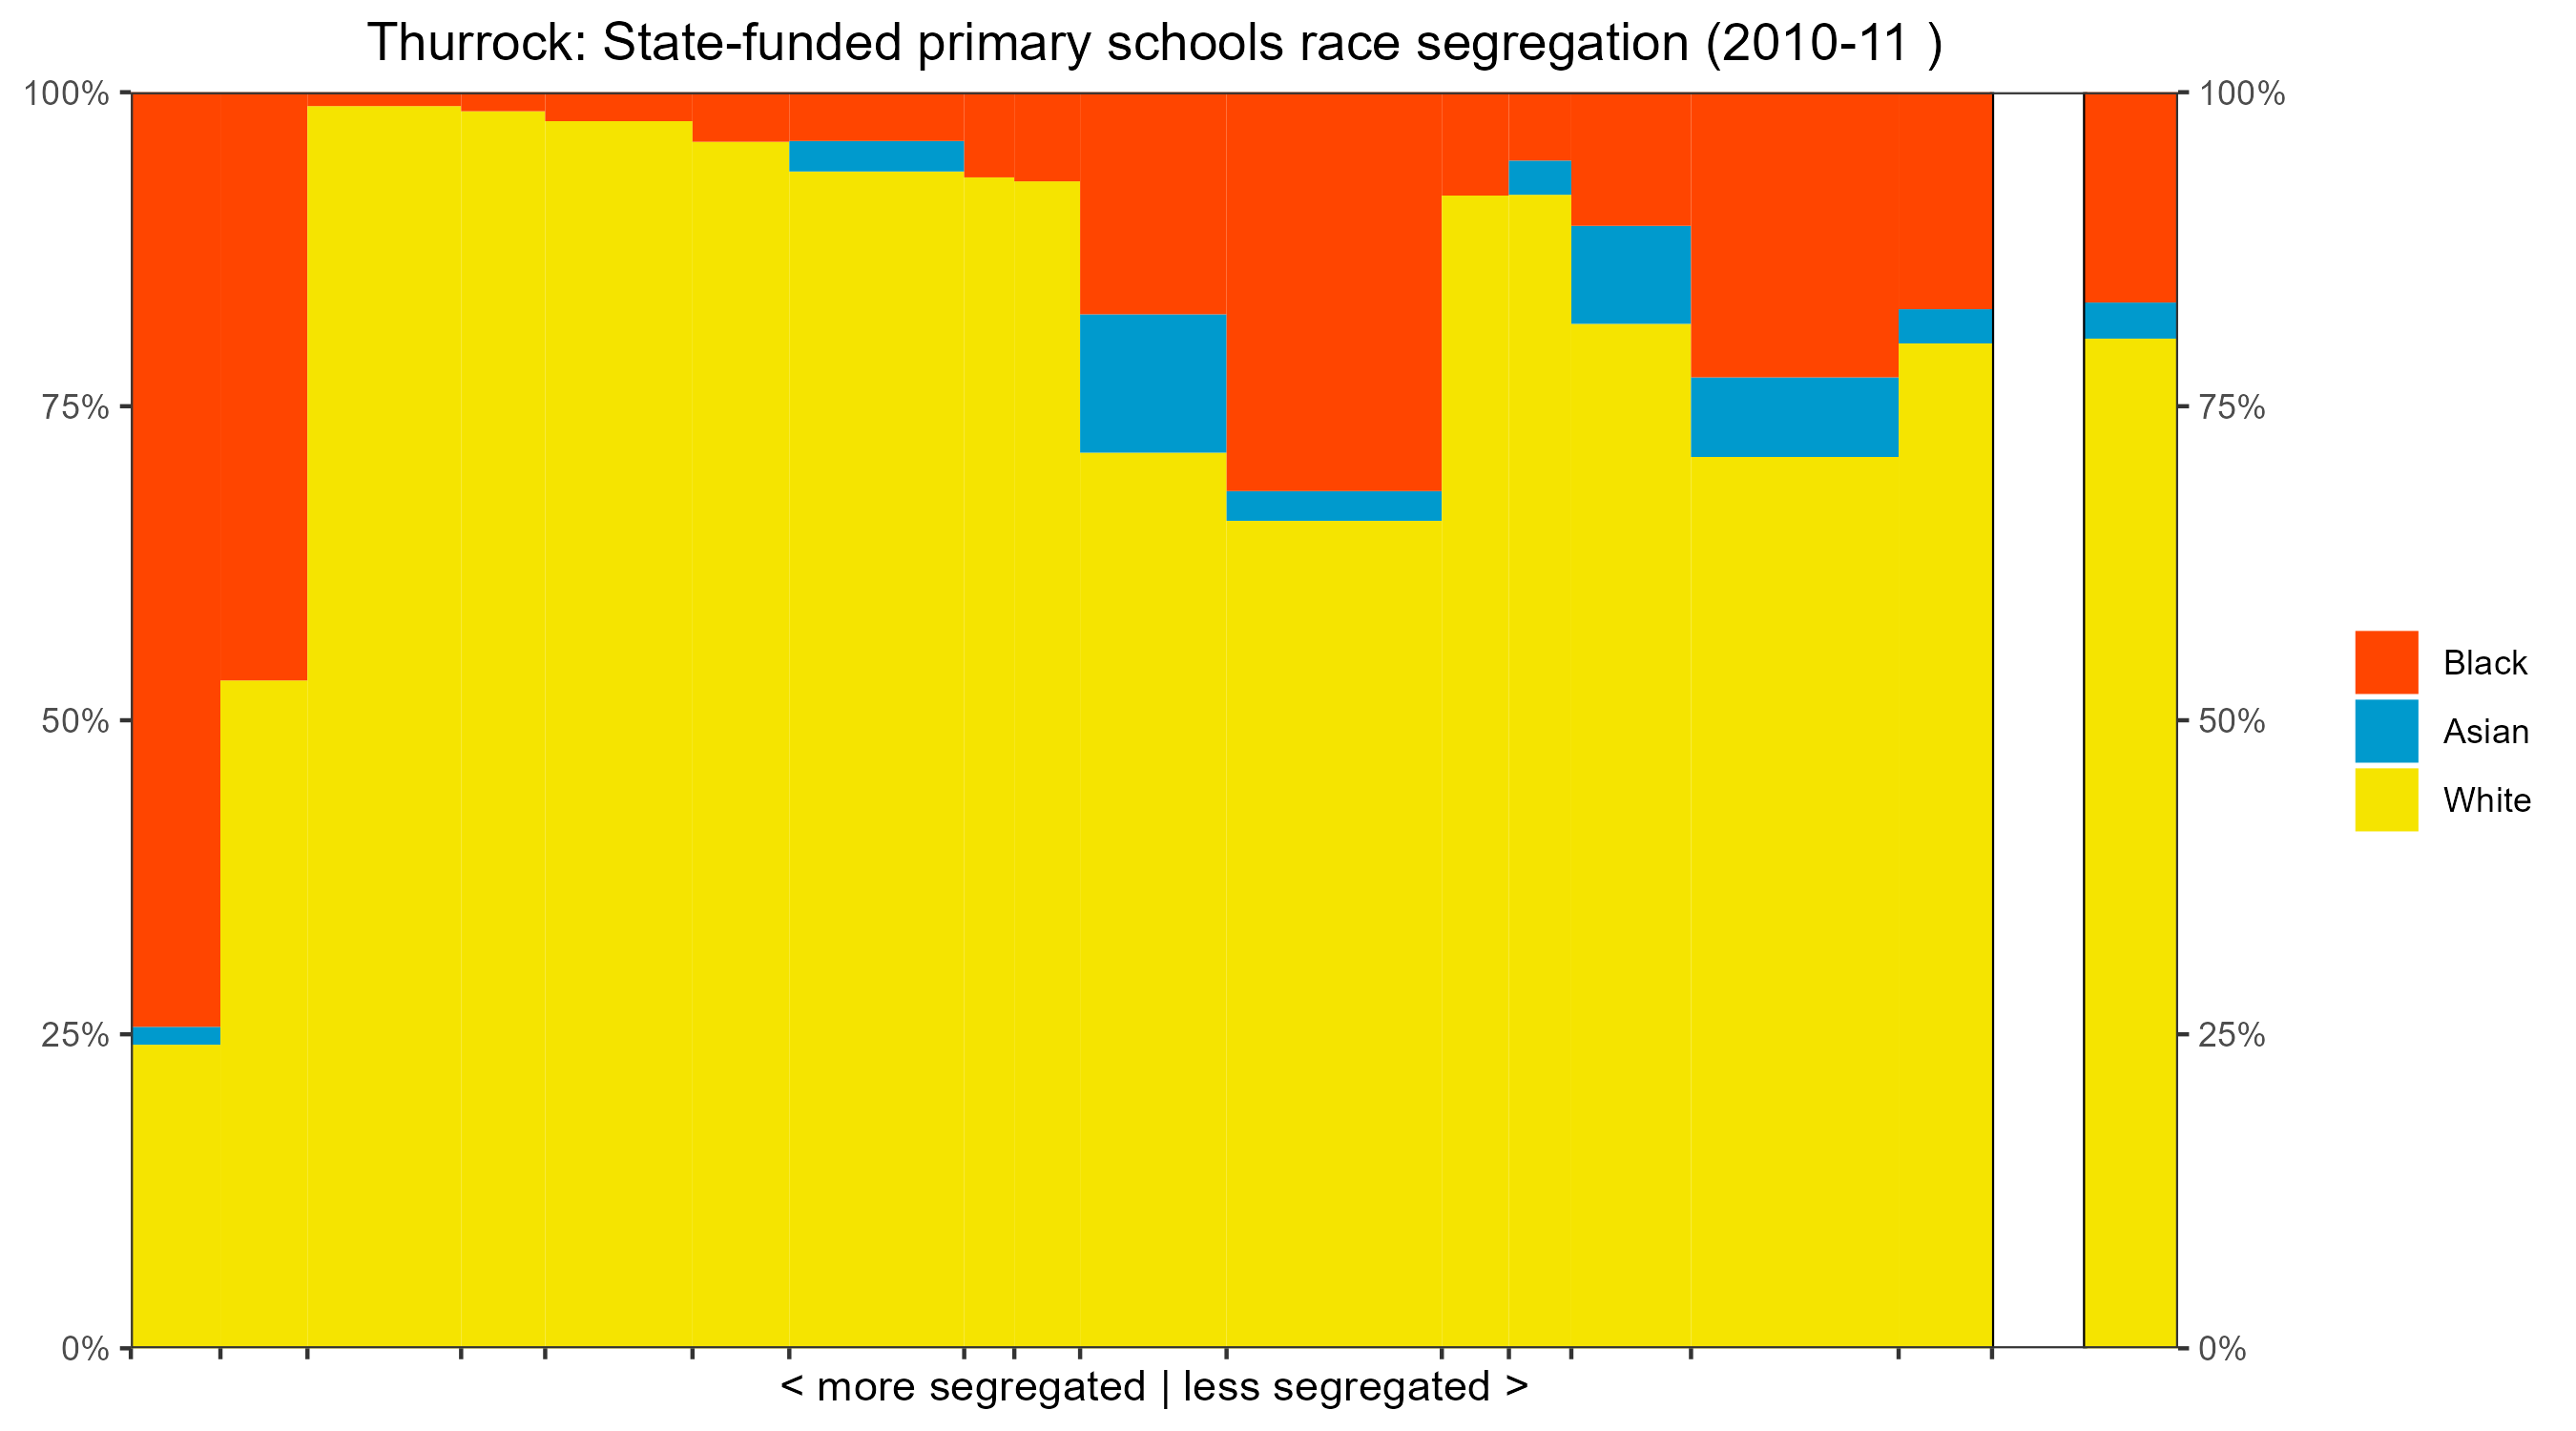 Thurrock: State-funded primary schools race segregation (2010-11 )
100%
75%
50%
25%
0%
100%
75%
50%
25%
0%
Black
Asian
White
< more segregated | less segregated >